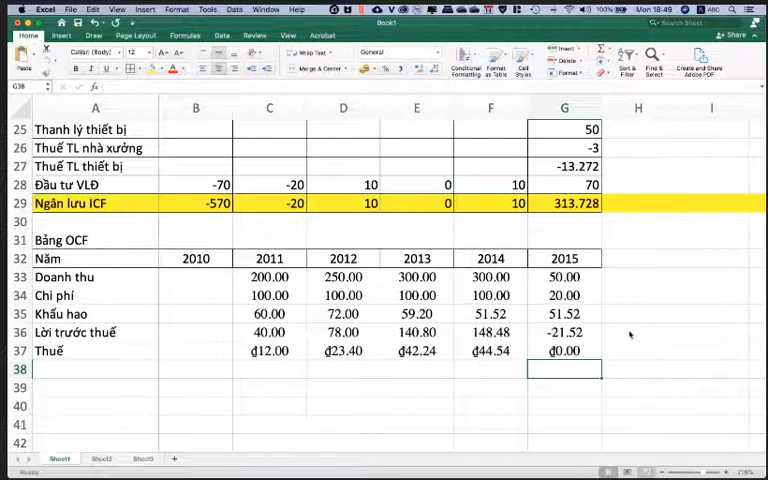 Excel File Edit View Insert Format Tools Data Window Help 100% Mon 18:49 ABC
Book1
Search Sheet
Home Insert Draw Page Layout Formulas Data Review View Acrobat Share
Paste Calibri (Body) 12 Wrap Text General Insert
B I U Merge & Center % Conditional Formatting Format as Table Cell Styles Delete Format Sort & Filter Find & Select Create and Share Adobe PDF
G38 fx
A B C D E F G H I
25 Thanh lý thiết bị 50
26 Thuế TL nhà xưởng -3
27 Thuế TL thiết bị -13.272
28 Đầu tư VLĐ -70 -20 10 0 10 70
29 Ngân lưu ICF -570 -20 10 0 10 313.728
30
31 Bảng OCF
32 Năm 2010 2011 2012 2013 2014 2015
33 Doanh thu 200.00 250.00 300.00 300.00 50.00
34 Chi phí 100.00 100.00 100.00 100.00 20.00
35 Khấu hao 60.00 72.00 59.20 51.52 51.52
36 Lời trước thuế 40.00 78.00 140.80 148.48 -21.52
37 Thuế ₫12.00 ₫23.40 ₫42.24 ₫44.54 ₫0.00
38
39
40
41
42
Sheet1 Sheet2 Sheet3 +
Ready 218%